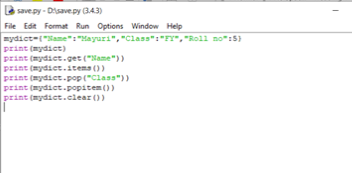 save.py - D:\save.py (3.4.3)
File Edit Format Run Options Window Help
mydict={"Name":"Mayuri","Class":"FY","Roll no":5}
print(mydict)
print(mydict.get("Name"))
print(mydict.items())
print(mydict.pop("Class"))
print(mydict.popitem())
print(mydict.clear())